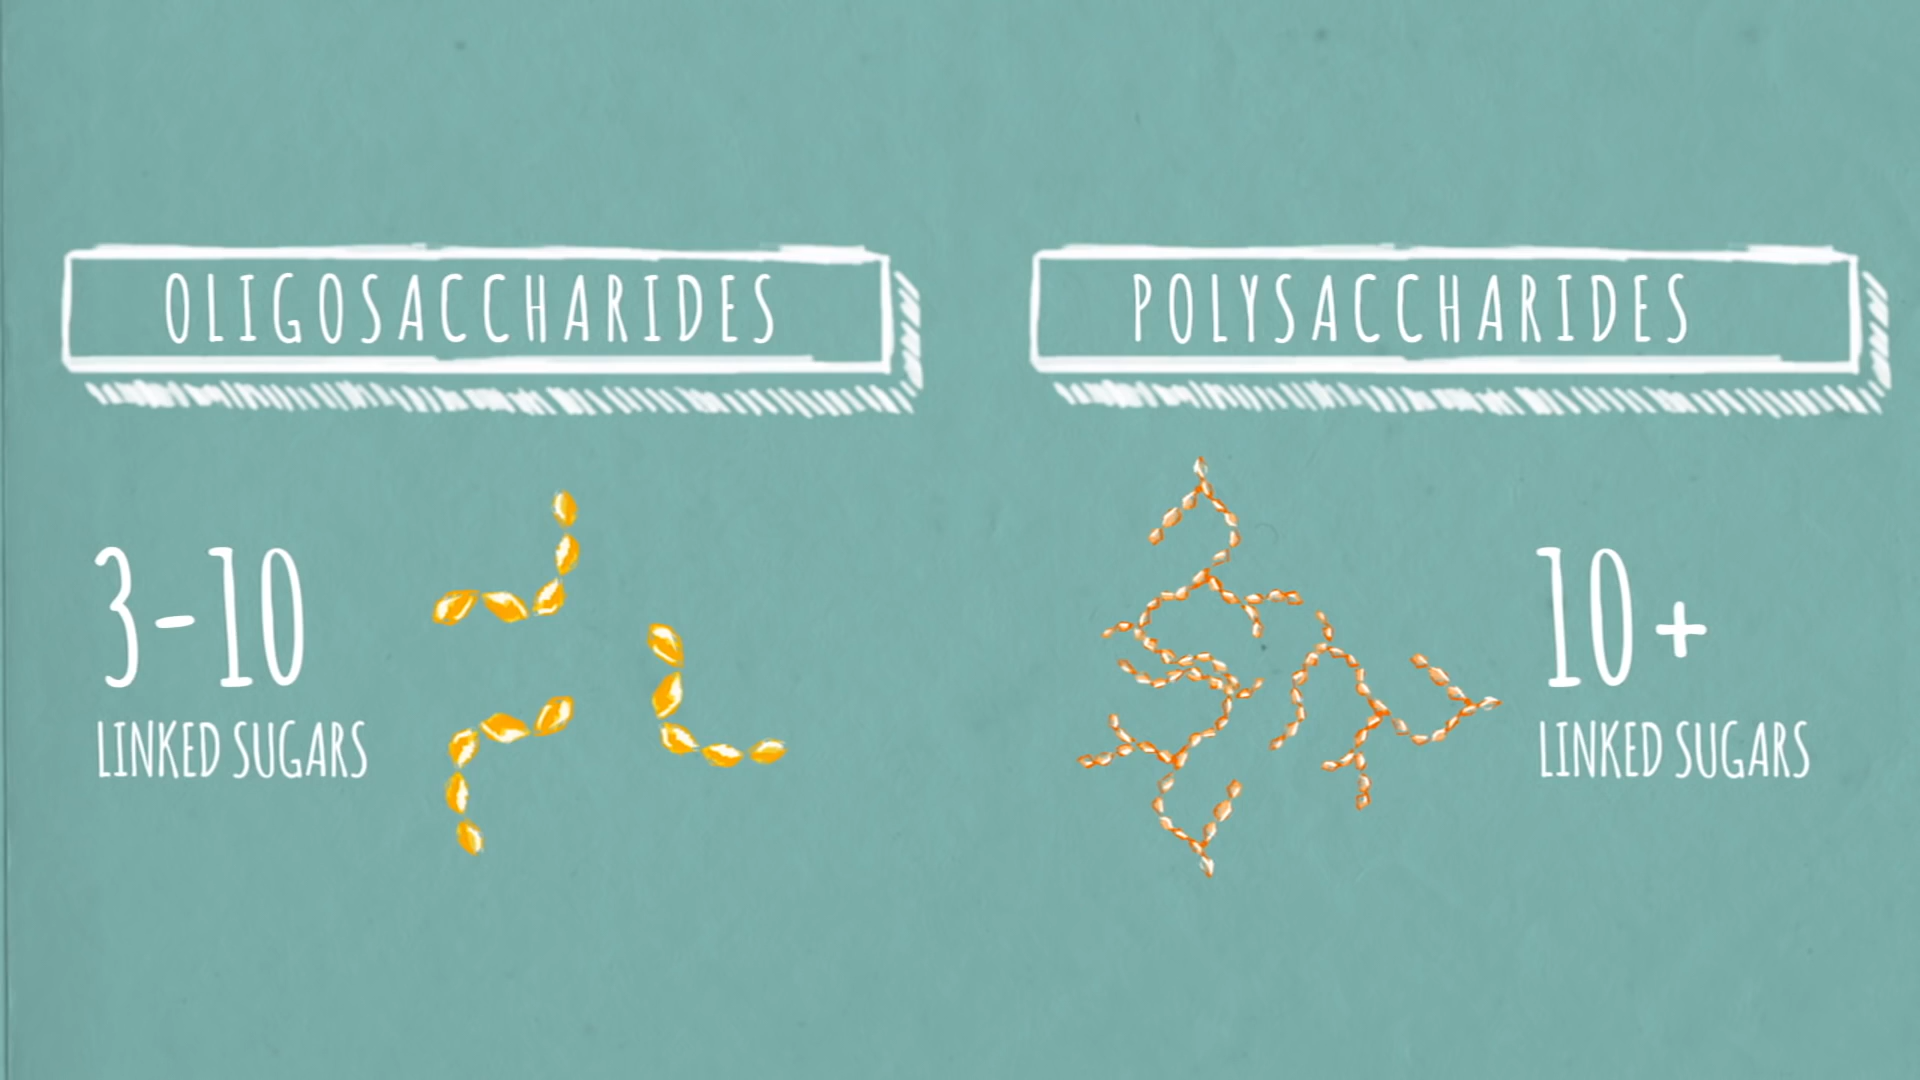 OLIGOSACCHARIDES
3-10
LINKED SUGARS
POLYSACCHARIDES
10+
LINKED SUGARS